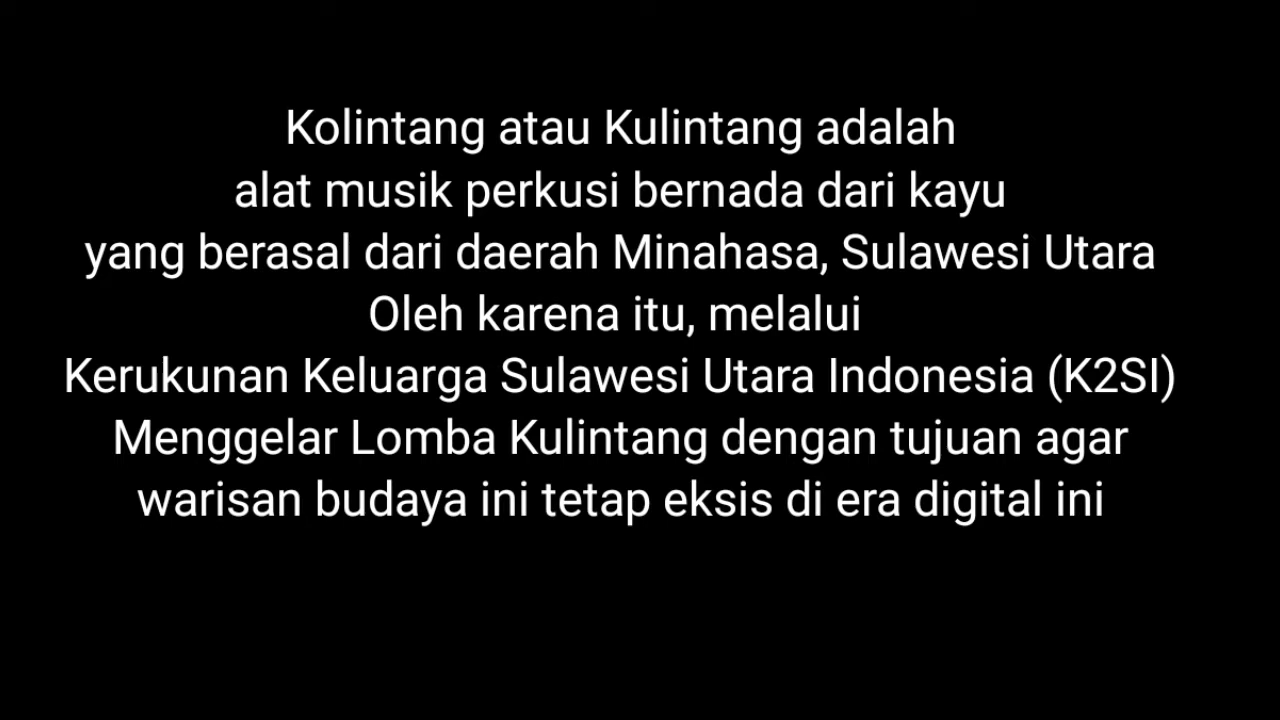 Kolintang atau Kulintang adalah
alat musik perkusi bernada dari kayu
yang berasal dari daerah Minahasa, Sulawesi Utara
Oleh karena itu, melalui
Kerukunan Keluarga Sulawesi Utara Indonesia (K2SI)
Menggelar Lomba Kulintang dengan tujuan agar
warisan budaya ini tetap eksis di era digital ini